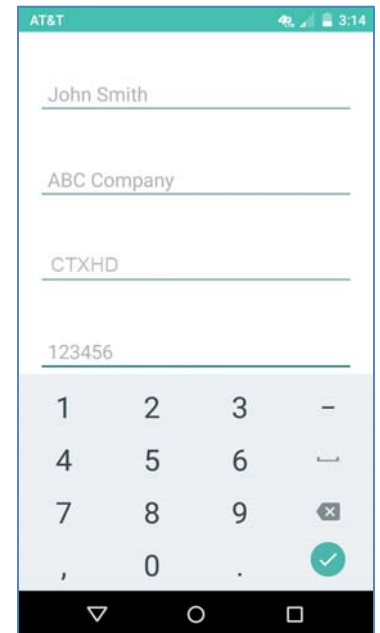 AT&T 4G 3:14
John Smith
ABC Company
CTXHD
123456
1 2 3 -
4 5 6
7 8 9
, 0 .